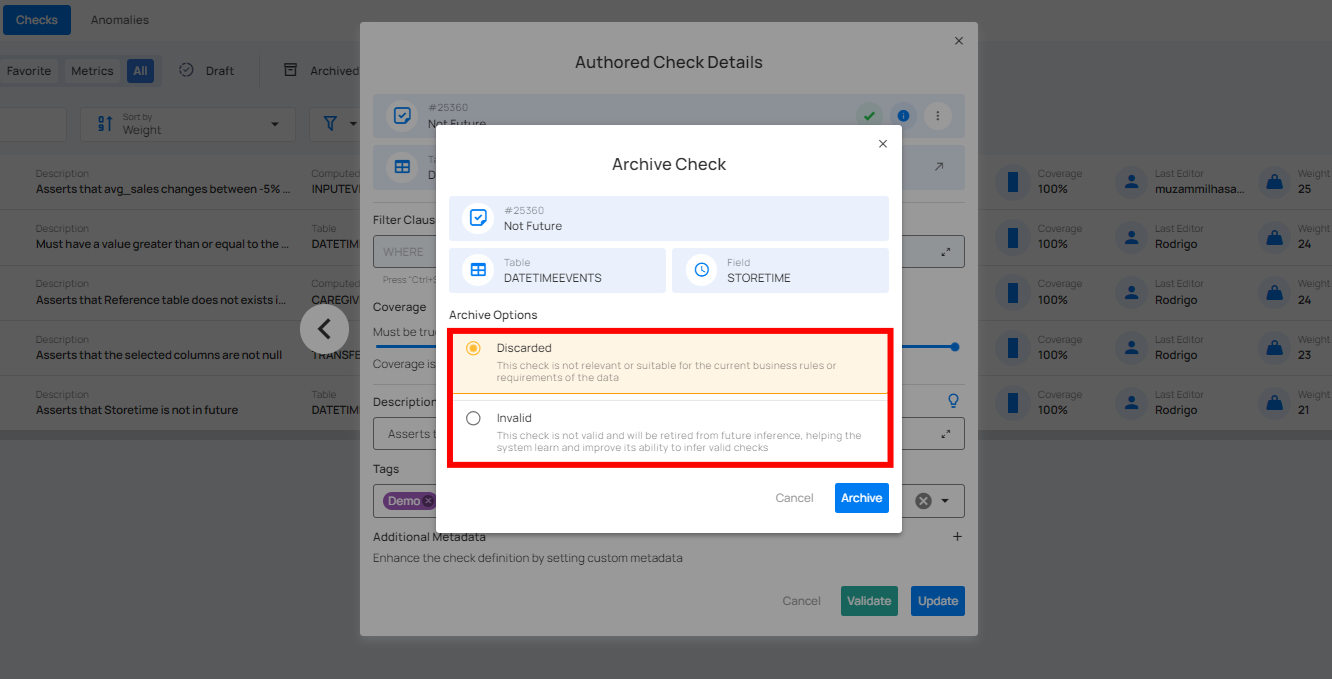 Checks
Anomalies
Favorite
Metrics
All
Draft
Archived
Sort by
Weight
Description
Asserts that avg_sales changes between -5% ...
Computed
Description
Must have a value greater than or equal to the ...
Table
Description
Asserts that Reference table does not exists i...
Computed
Description
Asserts that the selected columns are not null
Description
Asserts that Storetime is not in future
Table
Authored Check Details
#25360
Not Future
Filter Clause
WHERE
Coverage
Must be true
Coverage is
Description
Asserts
Tags
Demo
Additional Metadata
Enhance the check definition by setting custom metadata
Cancel
Validate
Update
Archive Check
#25360
Not Future
Table
DATETIMEEVENTS
Field
STORETIME
Archive Options
Discarded
This check is not relevant or suitable for the current business rules or
requirements of the data
Invalid
This check is not valid and will be retired from future inference, helping the
system learn and improve its ability to infer valid checks
Cancel
Archive
Coverage
100%
Last Editor
muzammilhasa...
Weight
25
Coverage
100%
Last Editor
Rodrigo
Weight
24
Coverage
100%
Last Editor
Rodrigo
Weight
24
Coverage
100%
Last Editor
Rodrigo
Weight
23
Coverage
100%
Last Editor
Rodrigo
Weight
21